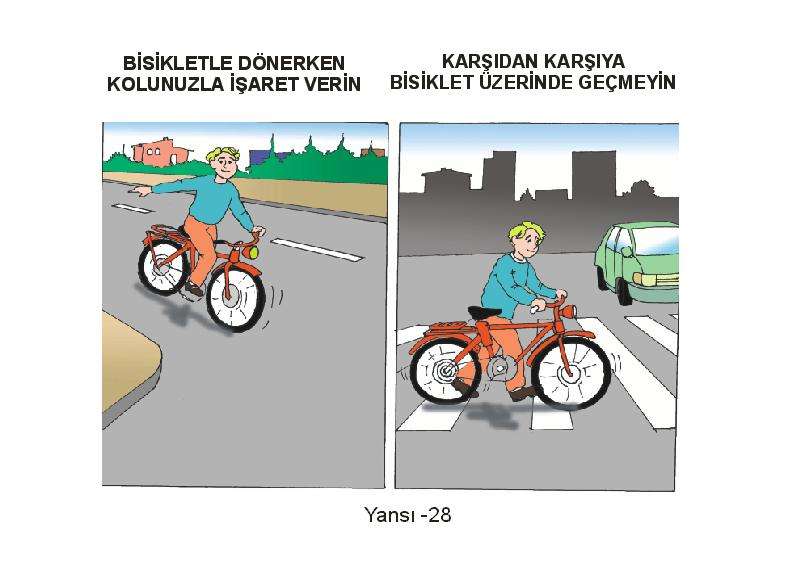 BİSİKLETLE DÖNERKEN
KOLUNUZLA İŞARET VERİN
KARŞIDAN KARŞIYA
BİSİKLET ÜZERİNDE GEÇMEYİN
Yansı -28